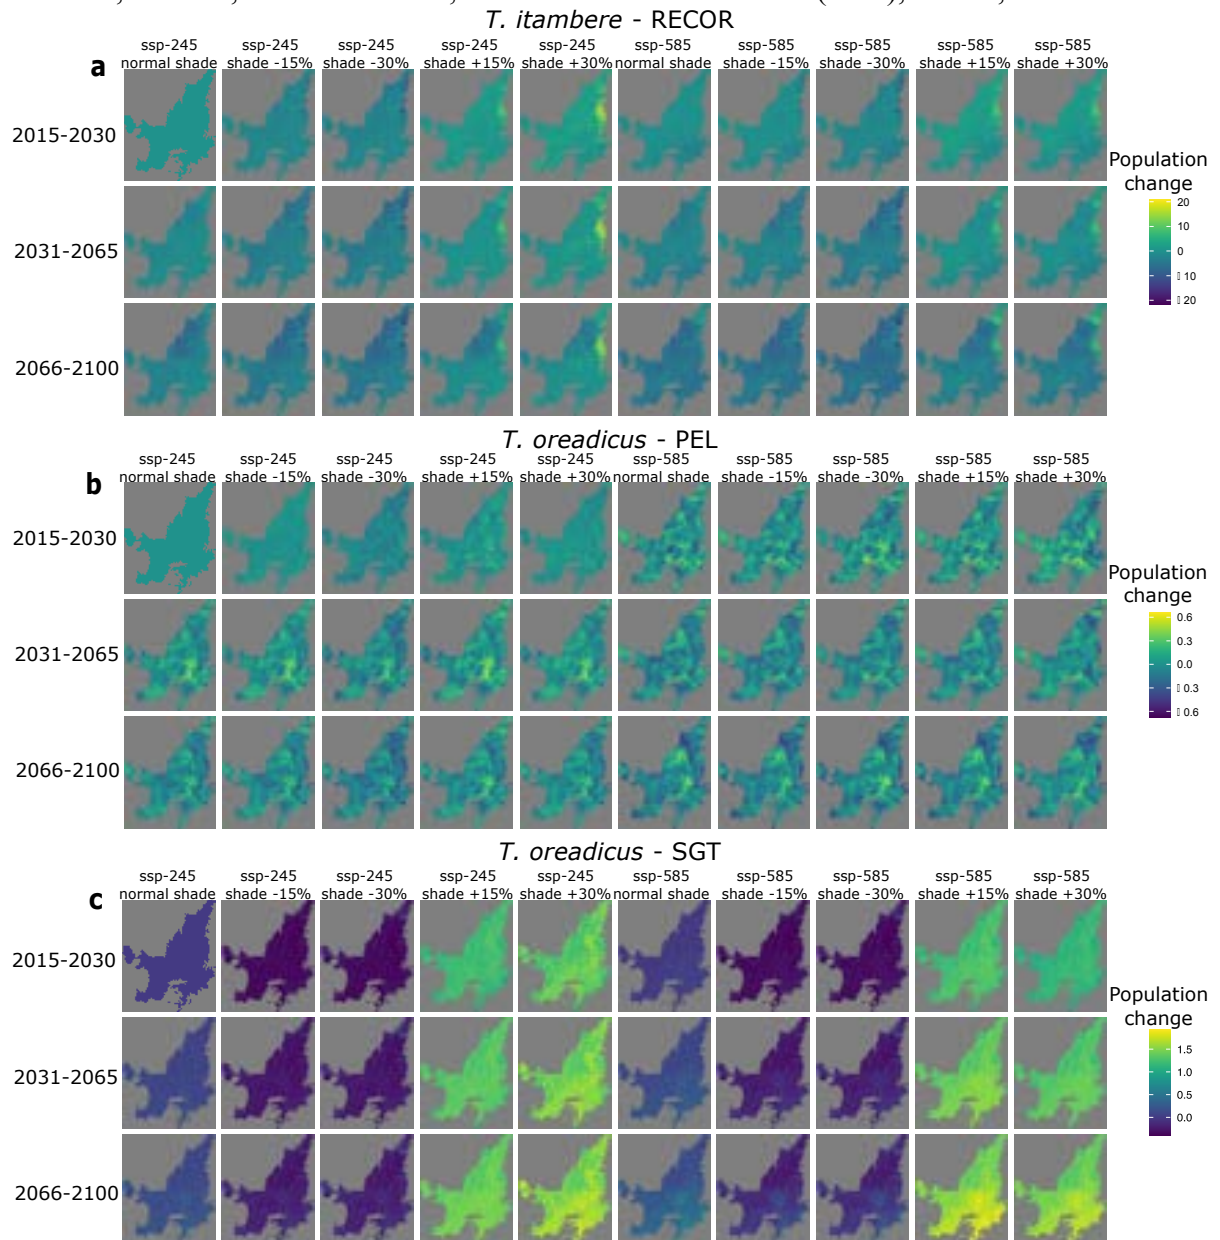 T. itambere - RECOR
a
ssp-245 normal shade
ssp-245 shade -15%
ssp-245 shade -30%
ssp-245 shade +15%
ssp-245 shade +30%
ssp-585 normal shade
ssp-585 shade -15%
ssp-585 shade -30%
ssp-585 shade +15%
ssp-585 shade +30%
2015-2030
2031-2065
2066-2100
Population
change
20
10
0
10
20
T. oreadicus - PEL
b
ssp-245 normal shade
ssp-245 shade -15%
ssp-245 shade -30%
ssp-245 shade +15%
ssp-245 shade +30%
ssp-585 normal shade
ssp-585 shade -15%
ssp-585 shade -30%
ssp-585 shade +15%
ssp-585 shade +30%
2015-2030
2031-2065
2066-2100
Population
change
0.6
0.3
0.0
0.3
0.6
T. oreadicus - SGT
c
ssp-245 normal shade
ssp-245 shade -15%
ssp-245 shade -30%
ssp-245 shade +15%
ssp-245 shade +30%
ssp-585 normal shade
ssp-585 shade -15%
ssp-585 shade -30%
ssp-585 shade +15%
ssp-585 shade +30%
2015-2030
2031-2065
2066-2100
Population
change
1.5
1.0
0.5
0.0